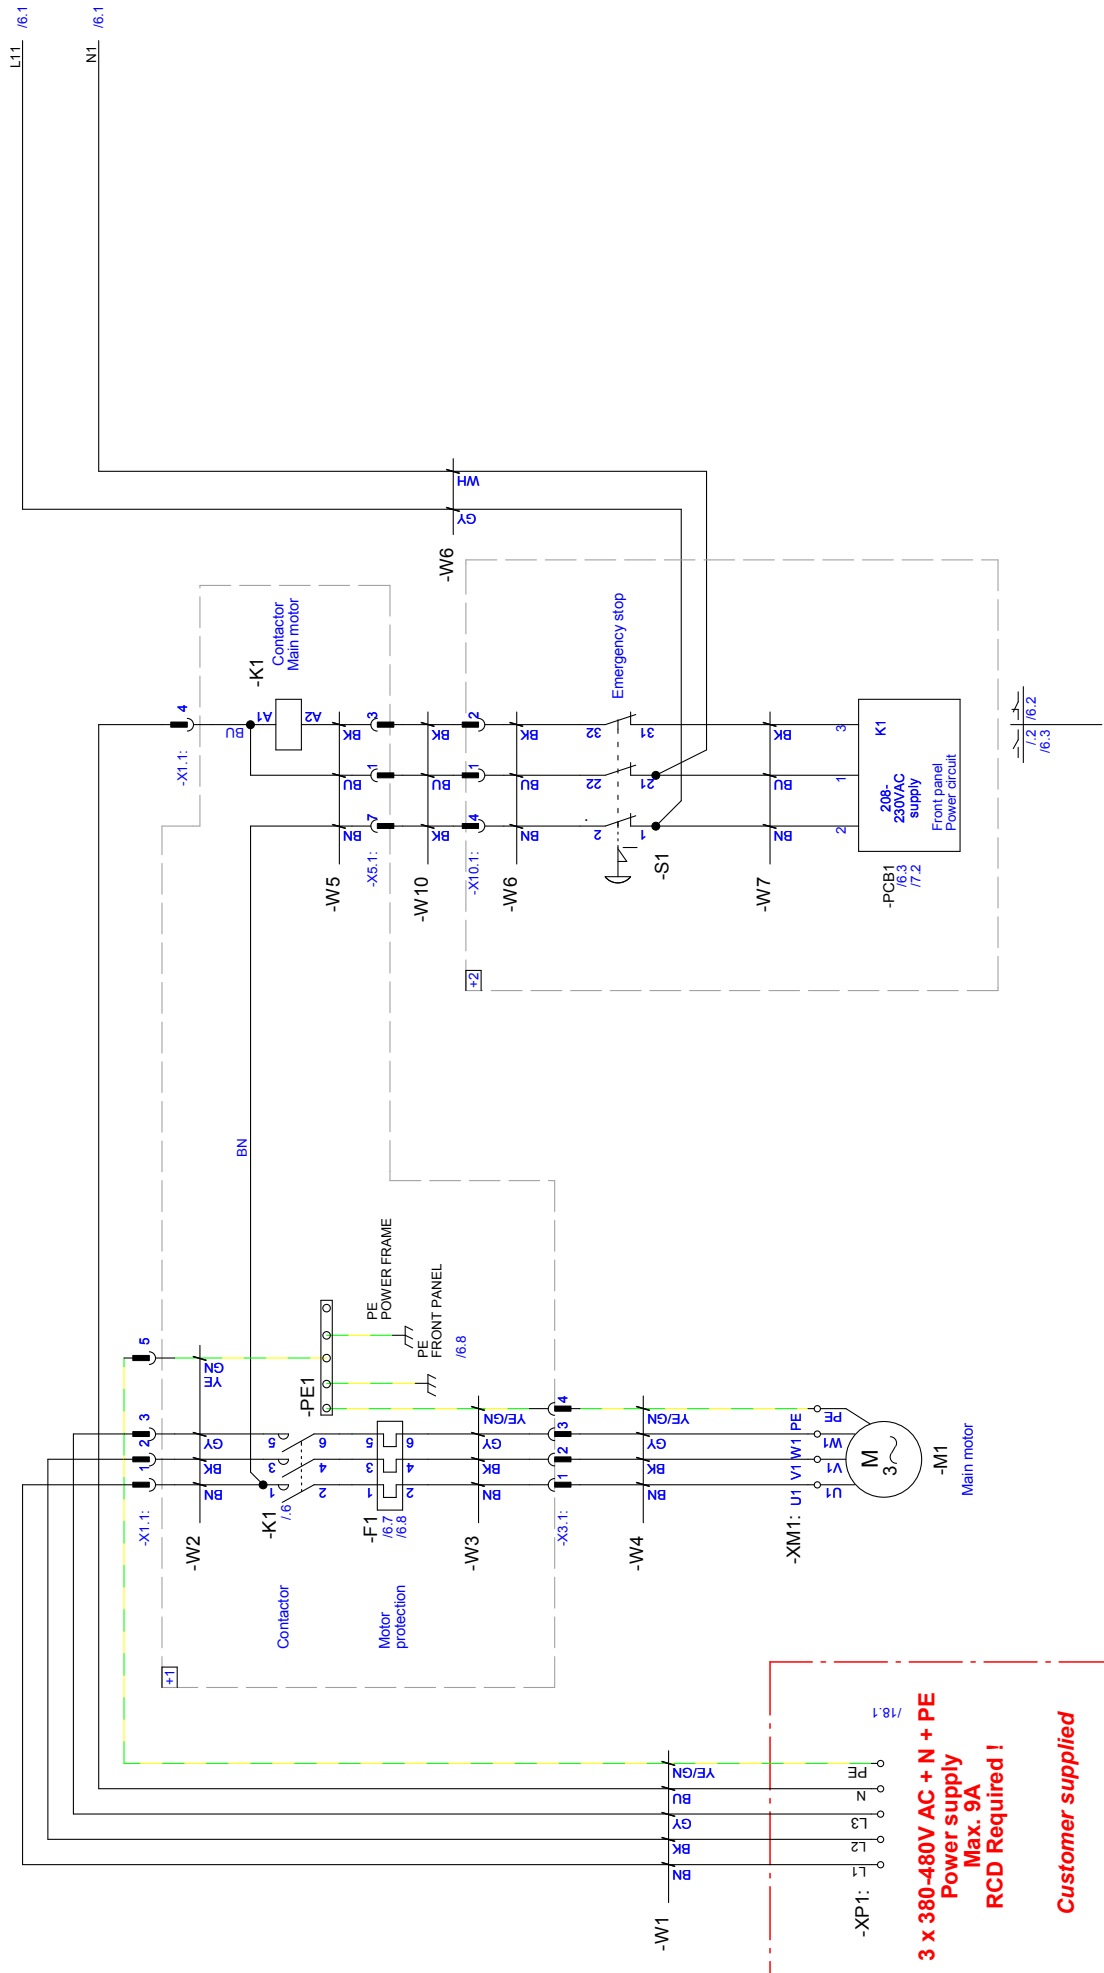 L11 /6.1
N1 /6.1
-X1.1:
4
BU
A1
A2
-K1
Contactor
Main motor
-W5
BN
BU
BK
-X5.1:
7
1
3
-W10
BK
BU
BK
-X10.1:
4
1
2
-W6
BN
BU
BK
-W6
GY
WH
+2
Emergency stop
2
22
32
1
21
31
-S1
-W7
BN
BU
BK
2
1
3
-PCB1
/6.3
/7.2
208-
230VAC
supply
K1
Front panel
Power circuit
/.2
/6.3
/6.2
BN
-X1.1:
1
2
3
5
-W2
BN
BK
GY
YE
GN
+1
Contactor
-K1
/.6
1
3
5
2
4
6
Motor
protection
-F1
/6.7
/6.8
1
3
5
2
4
6
-PE1
PE
POWER FRAME
PE
FRONT PANEL
/6.8
-W3
BN
BK
GY
YE/GN
-X3.1:
1
2
3
4
-W4
BN
BK
GY
YE/GN
-XM1:
U1
V1
W1
PE
U1
V1
W1
PE
M
3
-M1
Main motor
-W1
BN
BK
GY
BU
YE/GN
-XP1:
L1
L2
L3
N
PE
/18.1
3 x 380-480V AC + N + PE
Power supply
Max. 9A
RCD Required !
Customer supplied